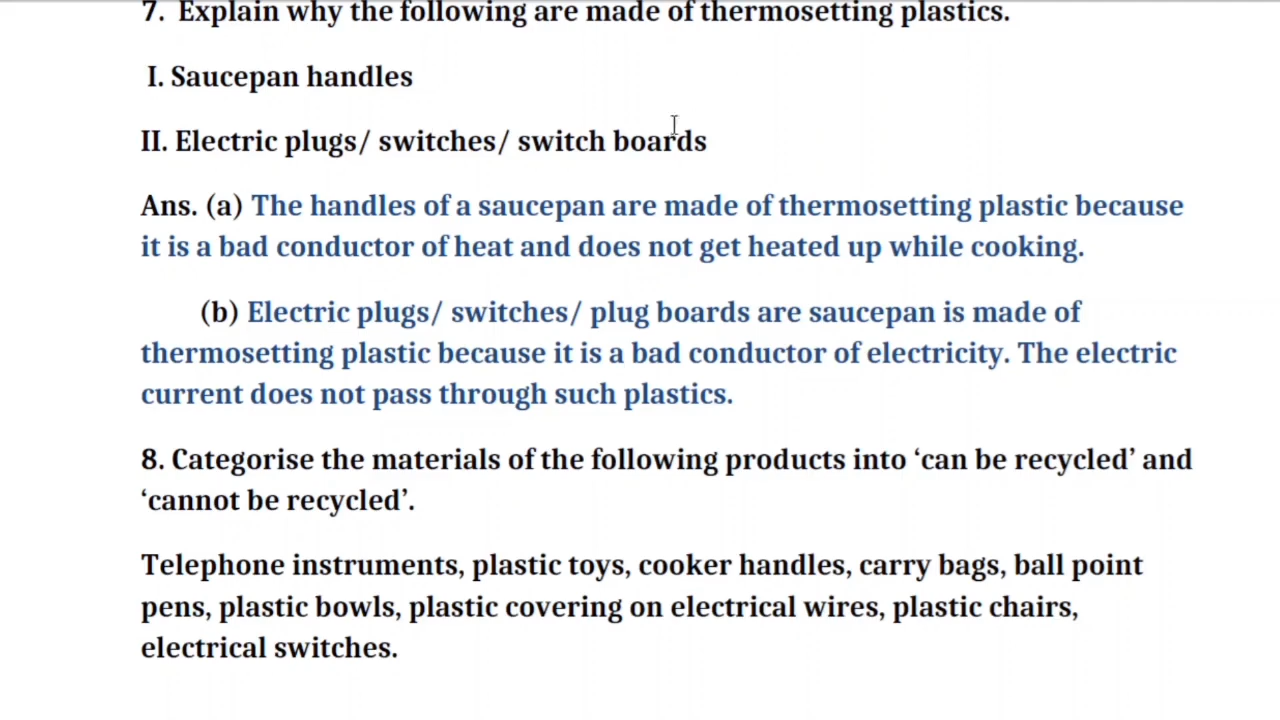 7. Explain why the following are made of thermosetting plastics.
I. Saucepan handles
II. Electric plugs/ switches/ switch boards
Ans. (a) The handles of a saucepan are made of thermosetting plastic because
it is a bad conductor of heat and does not get heated up while cooking.
(b) Electric plugs/ switches/ plug boards are saucepan is made of
thermosetting plastic because it is a bad conductor of electricity. The electric
current does not pass through such plastics.
8. Categorise the materials of the following products into ‘can be recycled’ and
‘cannot be recycled’.
Telephone instruments, plastic toys, cooker handles, carry bags, ball point
pens, plastic bowls, plastic covering on electrical wires, plastic chairs,
electrical switches.